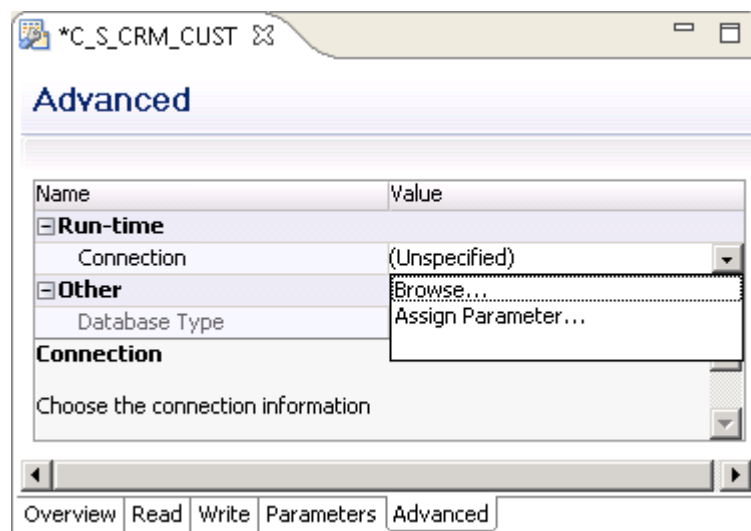 *C_S_CRM_CUST
Advanced
Name Value
Run-time
Connection (Unspecified)
Other Browse...
Database Type Assign Parameter...
Connection
Choose the connection information
Overview Read Write Parameters Advanced